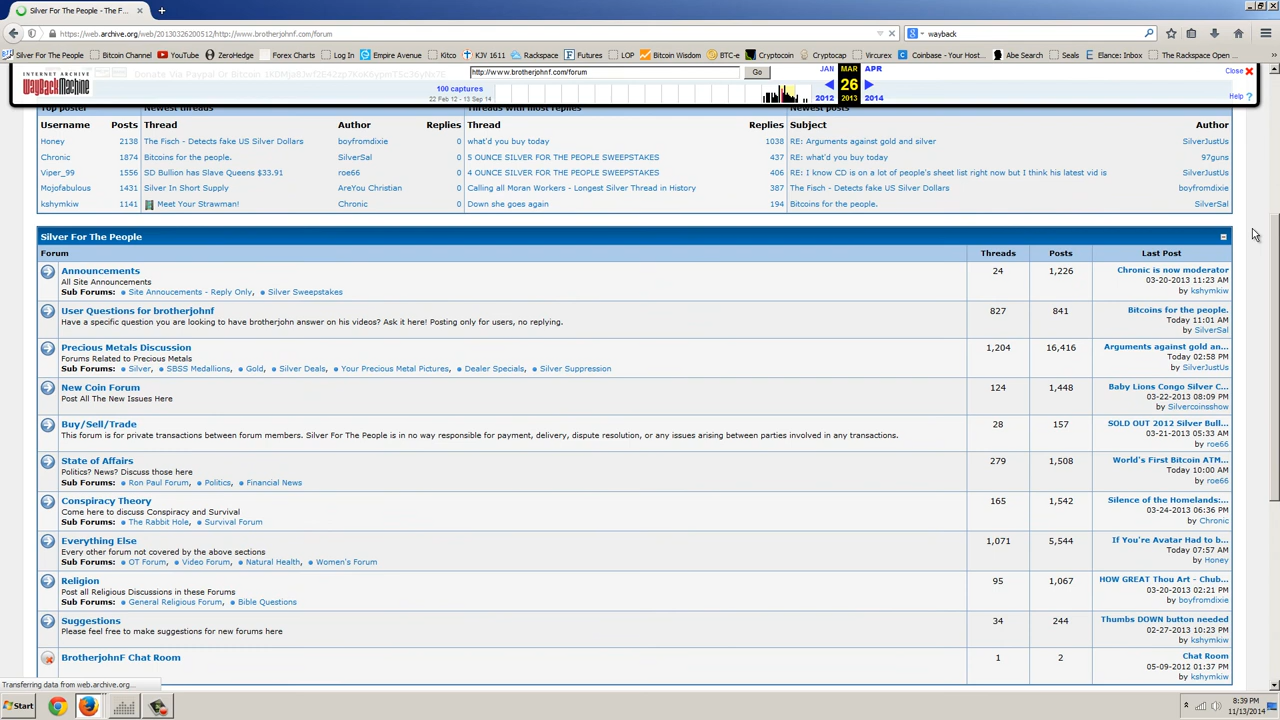 Silver For The People - The F...
https://web.archive.org/web/20130326200512/http://www.brotherjohnf.com/forum
wayback
Silver For The People Bitcoin Channel YouTube Honeyfund Forex Charts Log In Empire Avenue Kitco KJV 1611 Rackspace Futures LOP Bitcoin Wisdom BTC-e Cryptocoin Cryptocap Vircurex Coinbase - Your Host... Home Abe Search Seals Elance: Inbox Bookmarks
INTERNET ARCHIVE
WayBackMachine
http://www.brotherjohnf.com/forum
Go
100 captures
22 Feb 12 - 13 Sep 14
JAN MAR APR
26
2012 2013 2014
Close
Help ?
Donate Via Paypal Or Bitcoin
Top poster Newest threads Threads with most replies Newest posts
Username Posts Thread Author Replies Thread Replies Subject Author
Honey 2138 The Fisch - Detects fake US Silver Dollars boyfromdixie 0 what'd you buy today 1038 RE: Arguments against gold and silver SilverJustUs
Chronic 1874 Bitcoins for the people. SilverSal 0 5 OUNCE SILVER FOR THE PEOPLE SWEEPSTAKES 437 RE: what'd you buy today 97guns
Viper_99 1556 SD Bullion has Slave Queens $33.91 roe66 0 4 OUNCE SILVER FOR THE PEOPLE SWEEPSTAKES 406 RE: I know CD is on a lot of people's sheet list right now but I think his latest vid is SilverJustUs
Mojofabulous 1431 Silver In Short Supply AreYou Christian 0 Calling all Moran Workers - Longest Silver Thread in History 387 The Fisch - Detects fake US Silver Dollars boyfromdixie
kshymkiw 1141 Meet Your Strawman! Chronic 0 Down she goes again 194 Bitcoins for the people. SilverSal
Silver For The People
Forum Threads Posts Last Post
Announcements 24 1,226 Chronic is now moderator
All Site Announcements 03-20-2013 11:23 AM
Sub Forums: Site Annoucements - Reply Only, Silver Sweepstakes by kshymkiw
User Questions for brotherjohnf 827 841 Bitcoins for the people.
Have a specific question you are looking to have brotherjohn answer on his videos? Ask it here! Posting only for users, no replying. Today 11:01 AM
by SilverSal
Precious Metals Discussion 1,204 16,416 Arguments against gold an...
Forums Related to Precious Metals Today 02:58 PM
Sub Forums: Silver, SBSS Medallions, Gold, Silver Deals, Your Precious Metal Pictures, Dealer Specials, Silver Suppression by SilverJustUs
New Coin Forum 124 1,448 Baby Lions Congo Silver C...
Post All The New Issues Here 03-22-2013 08:09 PM
by Silvercoinsshow
Buy/Sell/Trade 28 157 SOLD OUT 2012 Silver Bull...
This forum is for private transactions between forum members. Silver For The People is in no way responsible for payment, delivery, dispute resolution, or any issues arising between parties involved in any transactions. 03-21-2013 05:33 AM
by roe66
State of Affairs 279 1,508 World's First Bitcoin ATM...
Politics? News? Discuss those here Today 10:00 AM
Sub Forums: Ron Paul Forum, Politics, Financial News by roe66
Conspiracy Theory 165 1,542 Silence of the Homelands:...
Come here to discuss Conspiracy and Survival 03-24-2013 06:36 PM
Sub Forums: The Rabbit Hole, Survival Forum by Chronic
Everything Else 1,071 5,544 If You're Avatar Had to b...
Every other forum not covered by the above sections Today 07:57 AM
Sub Forums: OT Forum, Video Forum, Natural Health, Women's Forum by Honey
Religion 95 1,067 HOW GREAT Thou Art - Chub...
Post all Religious Discussions in these Forums 03-20-2013 02:21 PM
Sub Forums: General Religious Forum, Bible Questions by boyfromdixie
Suggestions 34 244 Thumbs DOWN button needed
Please feel free to make suggestions for new forums here 02-27-2013 10:23 PM
by kshymkiw
BrotherjohnF Chat Room 1 2 Chat Room
05-09-2012 01:37 PM
by kshymkiw
Transferring data from web.archive.org...
Start
8:39 PM
11/13/2014